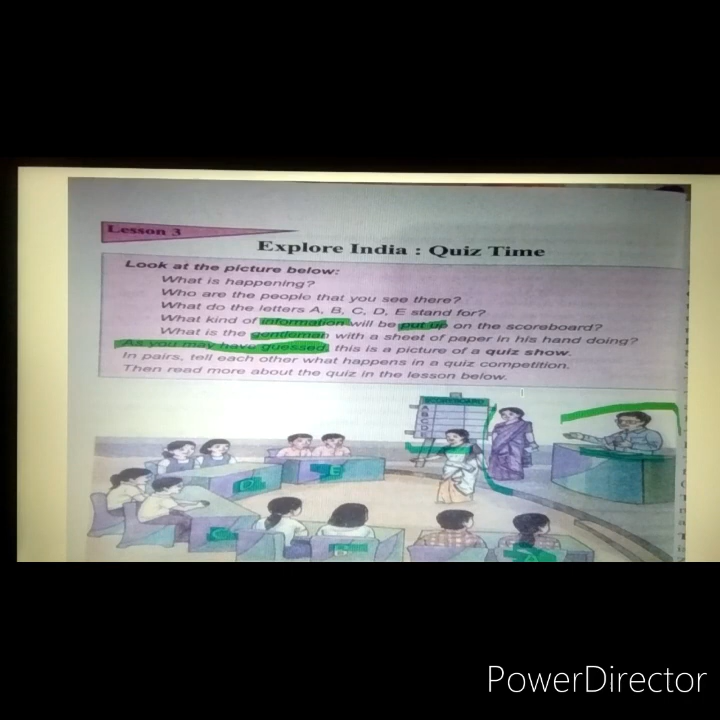 Lesson 3
Explore India : Quiz Time
Look at the picture below:
What is happening?
Who are the people that you see there?
What do the letters A, B, C, D, E stand for?
What kind of information will be put up on the scoreboard?
What is the gentleman with a sheet of paper in his hand doing?
As you may have guessed, this is a picture of a quiz show.
In pairs, tell each other what happens in a quiz competition.
Then read more about the quiz in the lesson below.
SCOREBOARD
A
B
C
D
E
D
C
B
A
PowerDirector